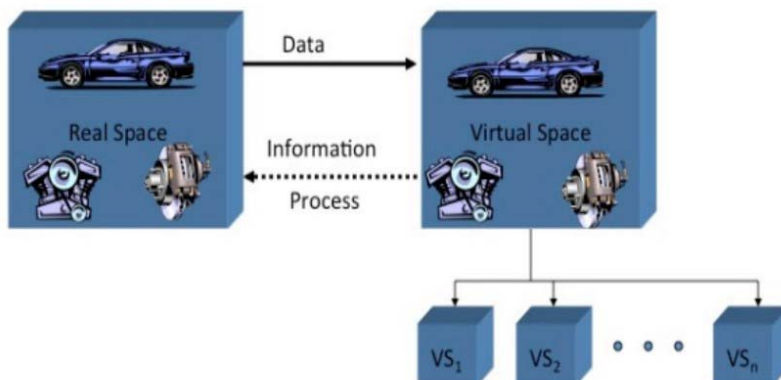 Data
Real Space
Virtual Space
Information
Process
VS₁
VS₂
VSₙ